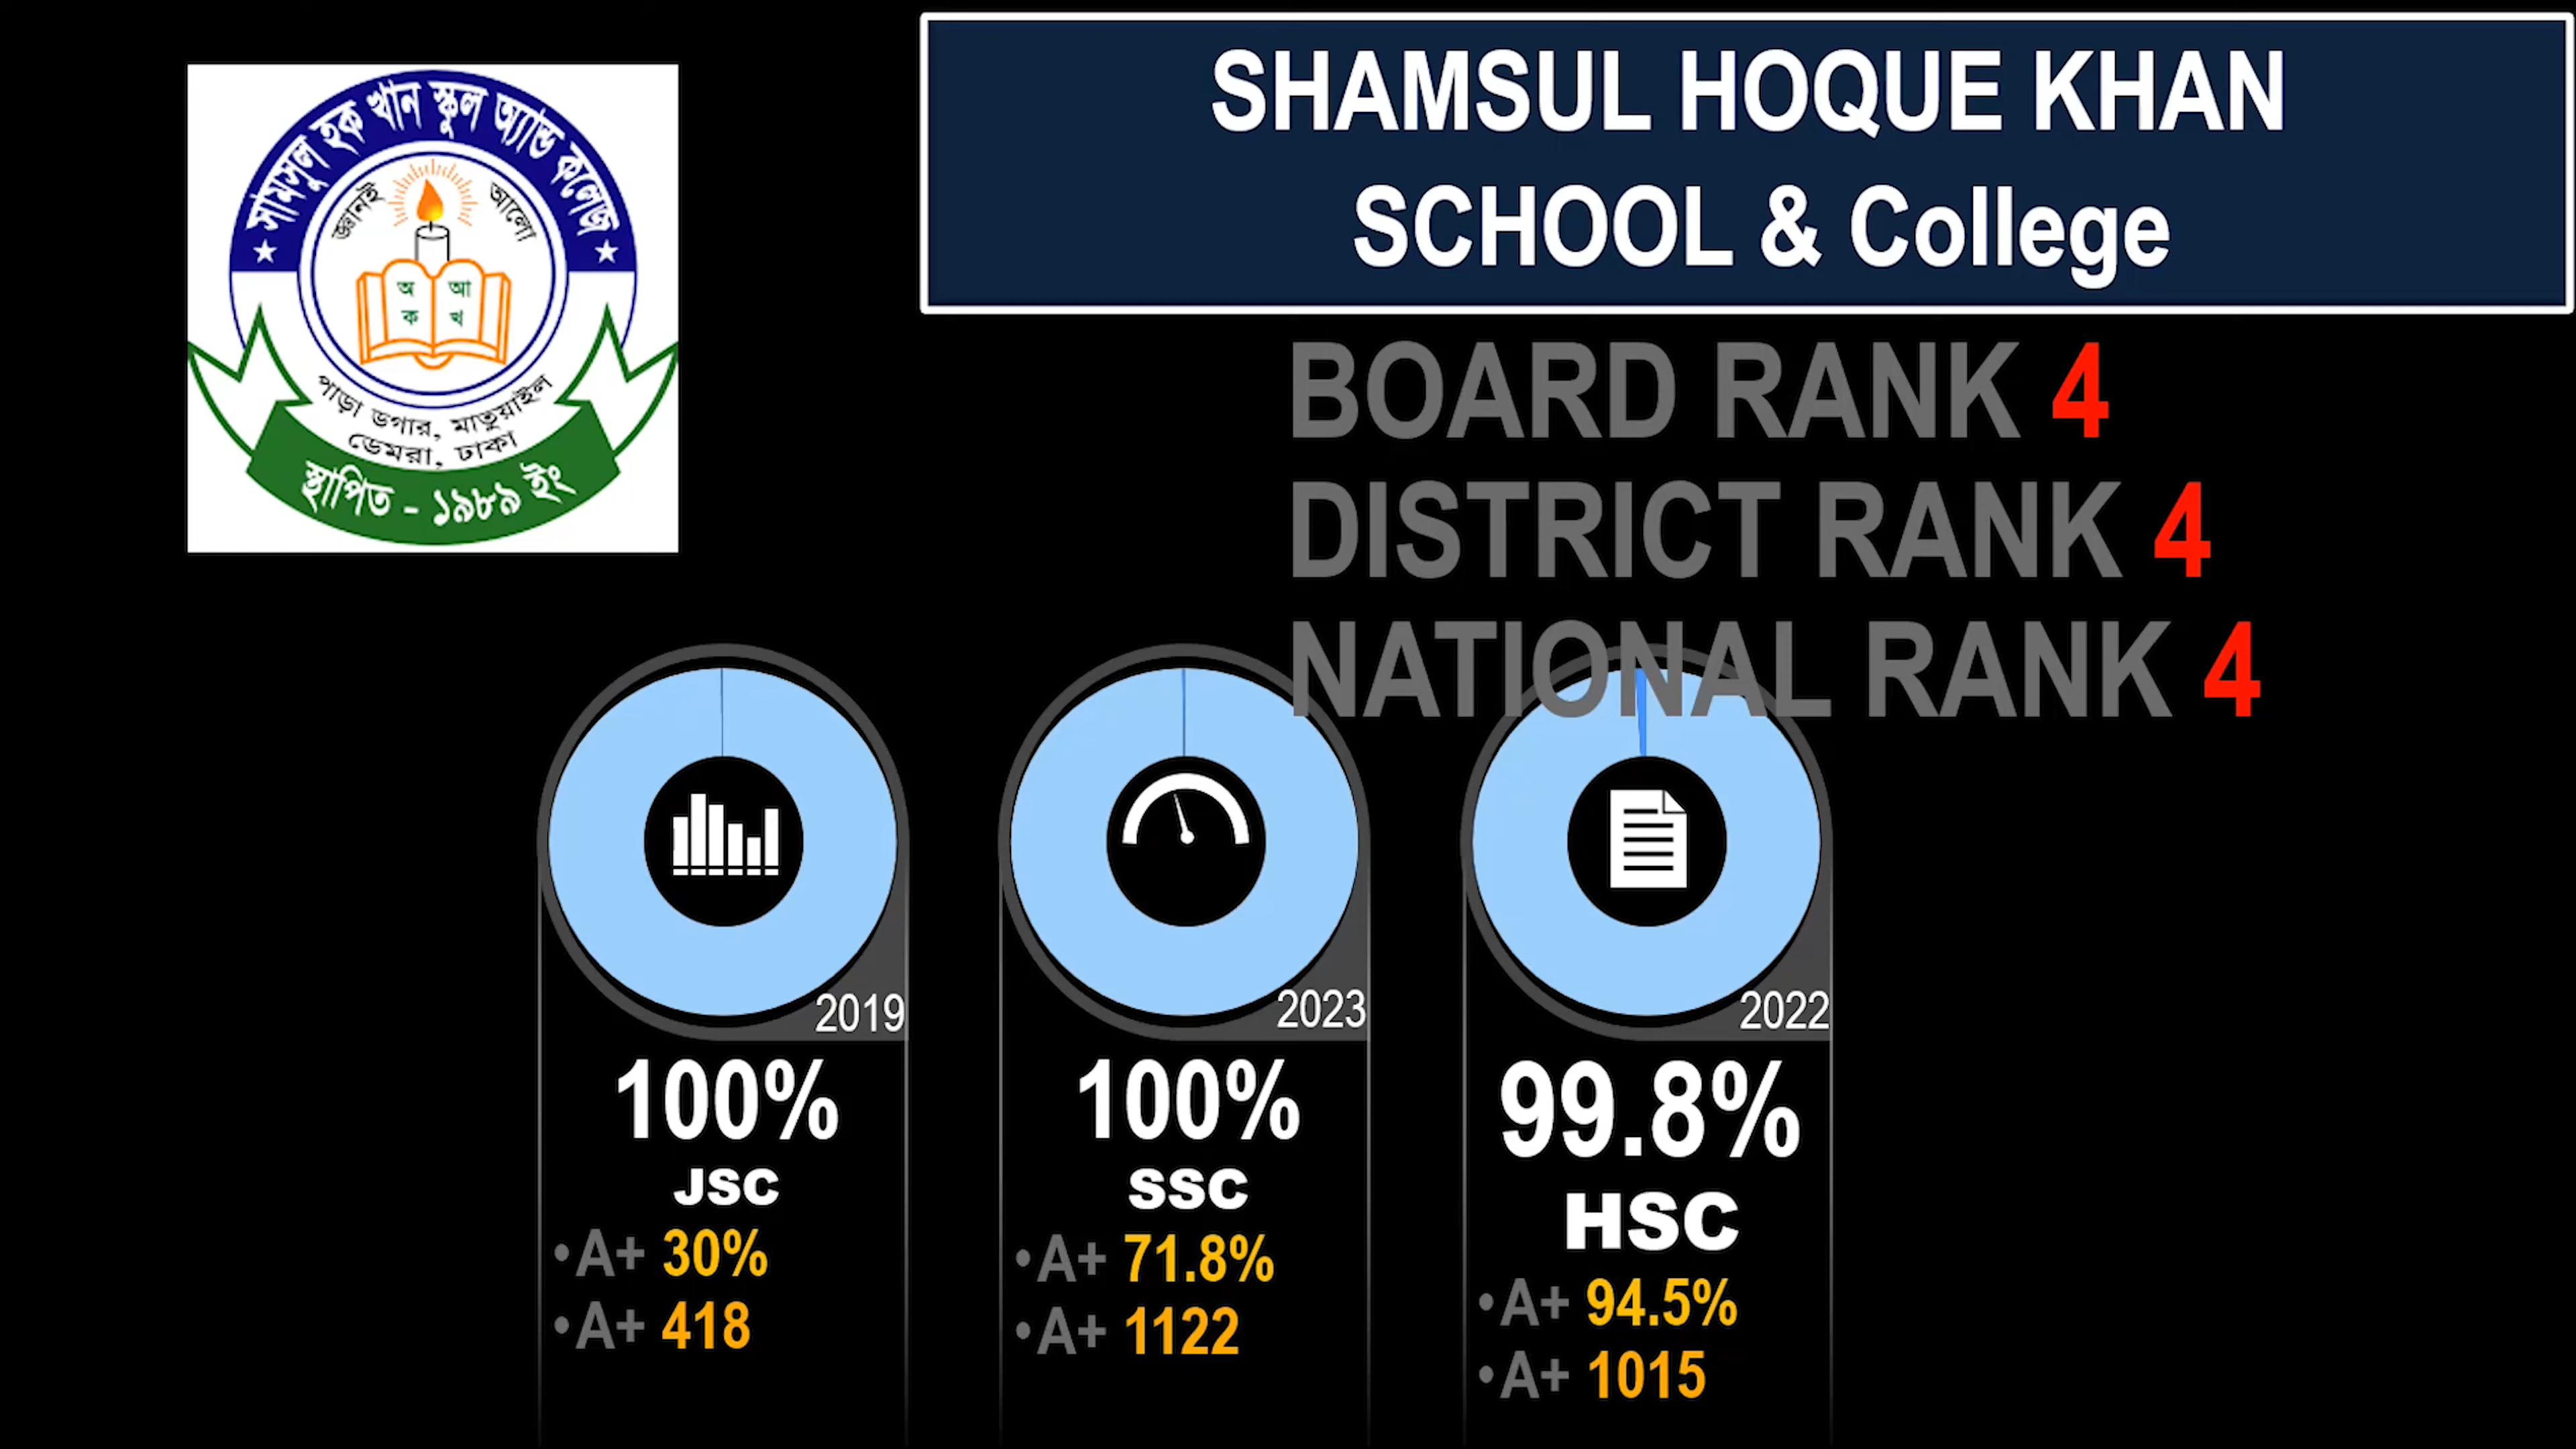 সামসুল হক খান স্কুল অ্যান্ড কলেজ
জ্ঞানই আলো
অ আ
ক খ
পাড়া ডগার, মাতুয়াইল
ডেমরা, ঢাকা
স্থাপিত - ১৯৮৯ ইং
SHAMSUL HOQUE KHAN
SCHOOL & College
BOARD RANK 4
DISTRICT RANK 4
NATIONAL RANK 4
2019
100%
JSC
•A+ 30%
•A+ 418
2023
100%
SSC
•A+ 71.8%
•A+ 1122
2022
99.8%
HSC
•A+ 94.5%
•A+ 1015